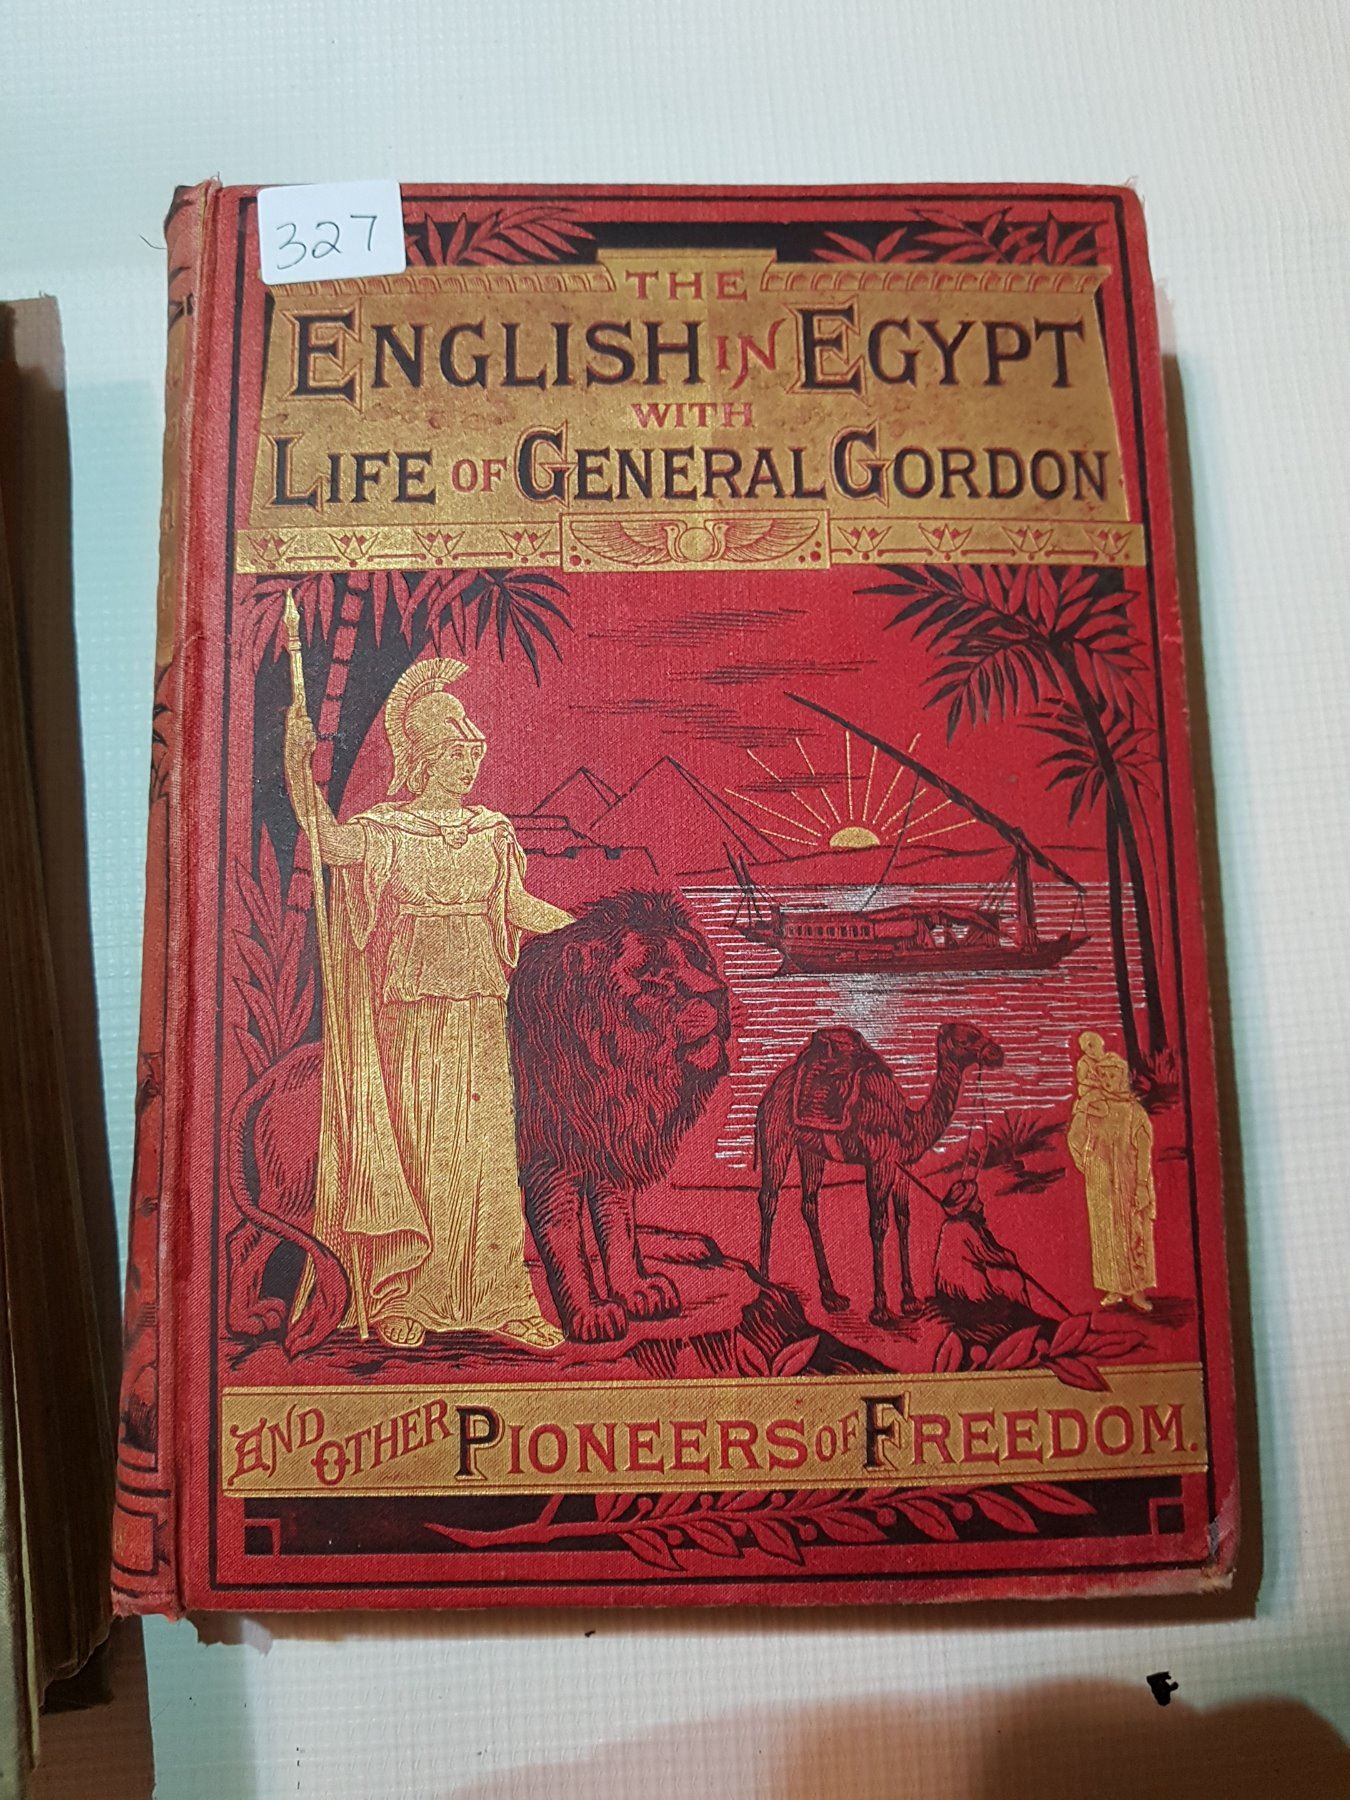 327
THE
ENGLISH IN EGYPT
WITH
LIFE OF GENERAL GORDON
AND OTHER PIONEERS OF FREEDOM.